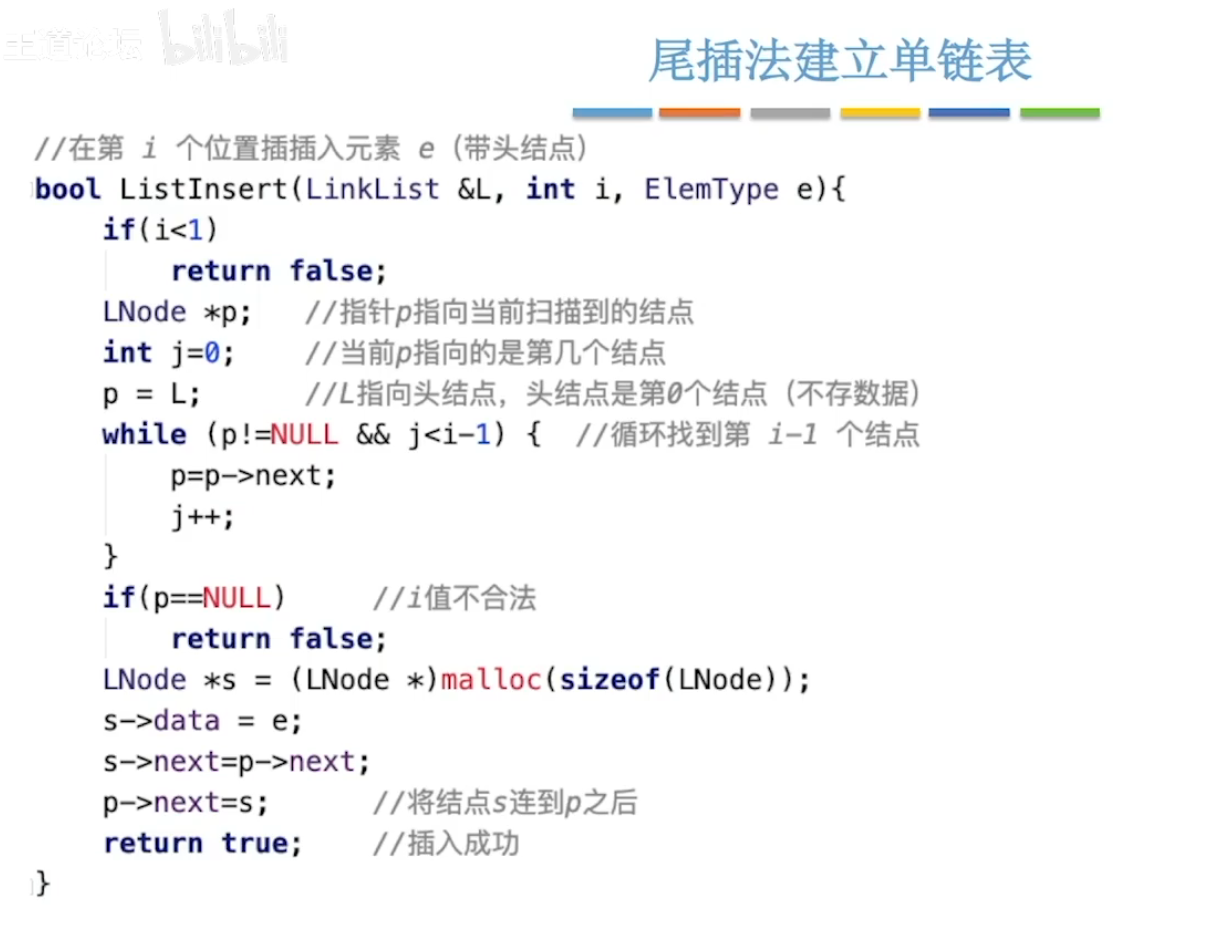 王道论坛 bilibili
尾插法建立单链表
//在第 i 个位置插插入元素 e（带头结点）
bool ListInsert(LinkList &L, int i, ElemType e){
if(i<1)
return false;
LNode *p; //指针p指向当前扫描到的结点
int j=0; //当前p指向的是第几个结点
p = L; //L指向头结点，头结点是第0个结点（不存数据）
while (p!=NULL && j<i-1) { //循环找到第 i-1 个结点
p=p->next;
j++;
}
if(p==NULL) //i值不合法
return false;
LNode *s = (LNode *)malloc(sizeof(LNode));
s->data = e;
s->next=p->next;
p->next=s; //将结点s连到p之后
return true; //插入成功
}